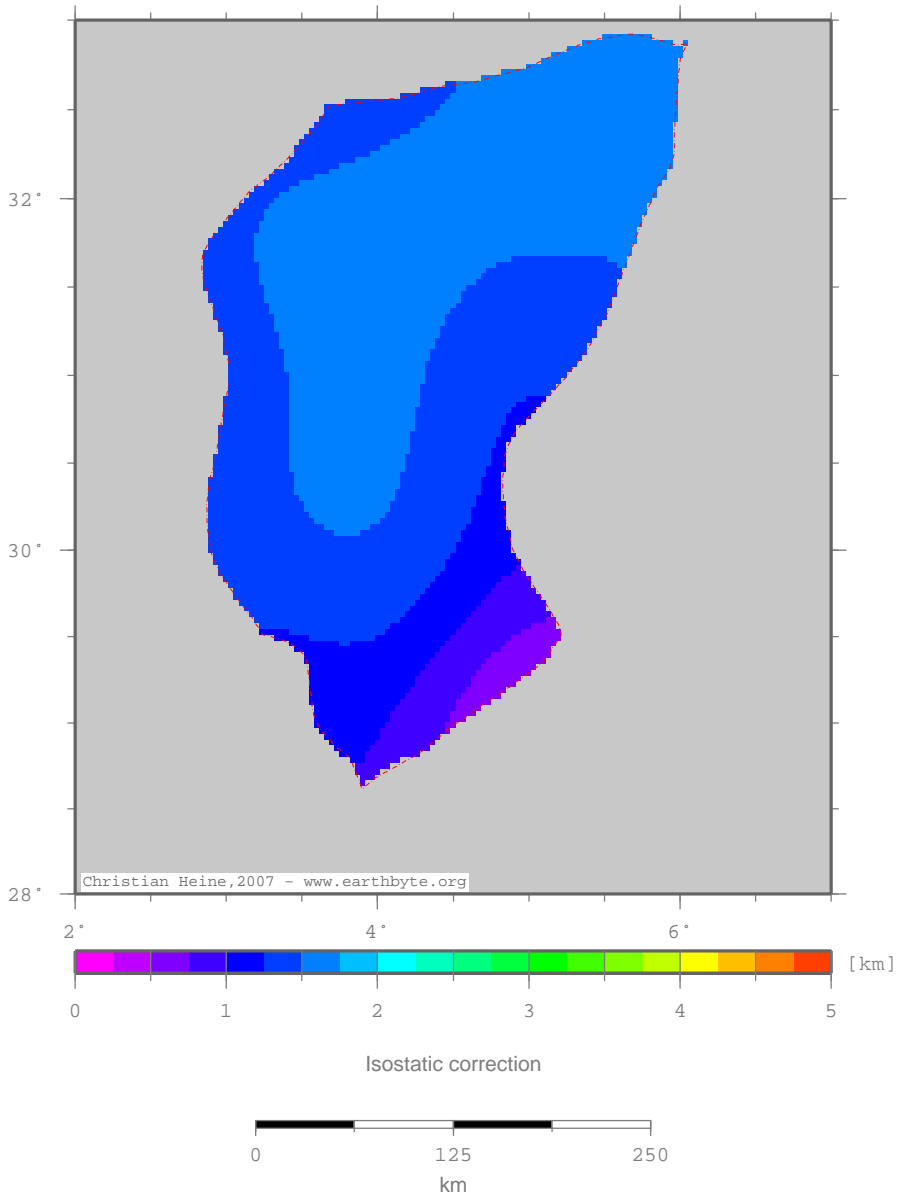 32°
30°
28°
Christian Heine,2007 - www.earthbyte.org
2° 4° 6°
[km]
0 1 2 3 4 5
Isostatic correction
0 125 250
km